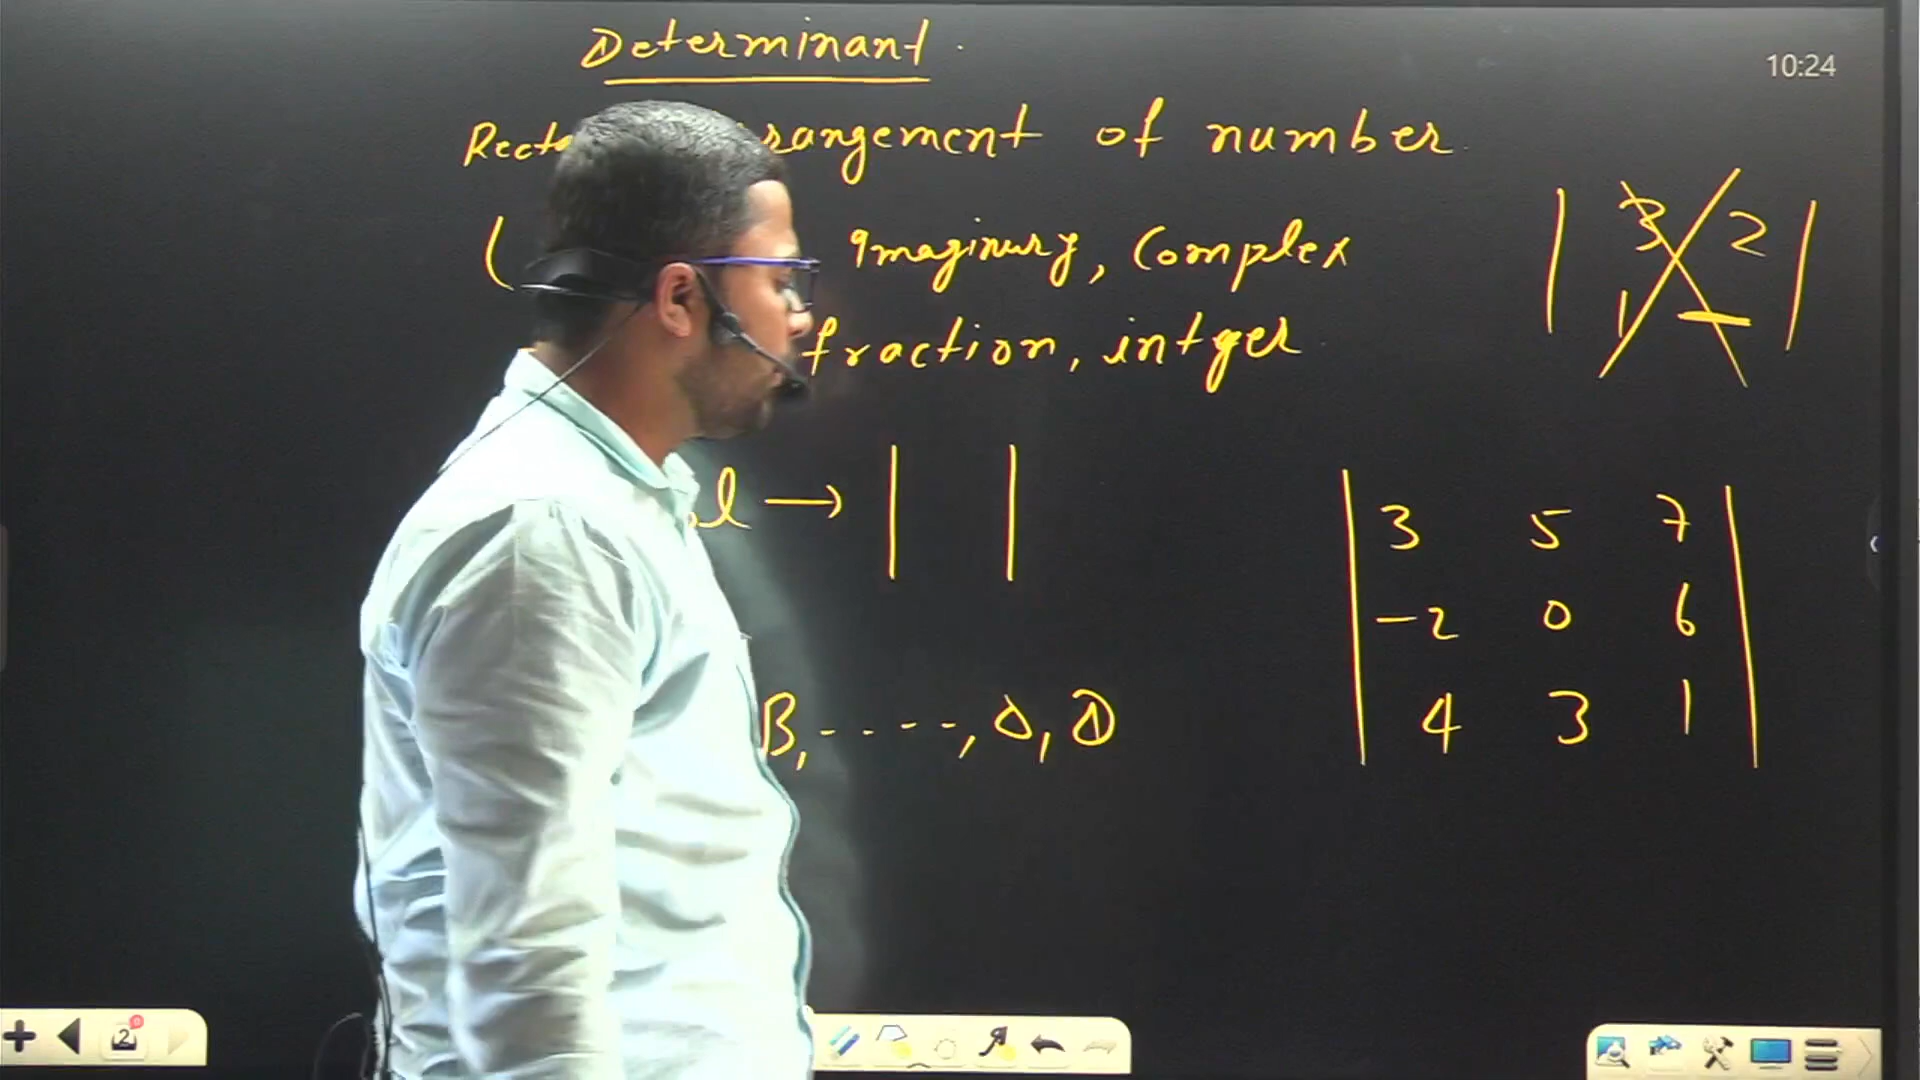 Determinant
10:24
rangement of number
3 2
1 –
Imaginary, Complex
fraction, intger
l →
3 5 7
-2 0 6
4 3 1
B, ----, Δ, D
2